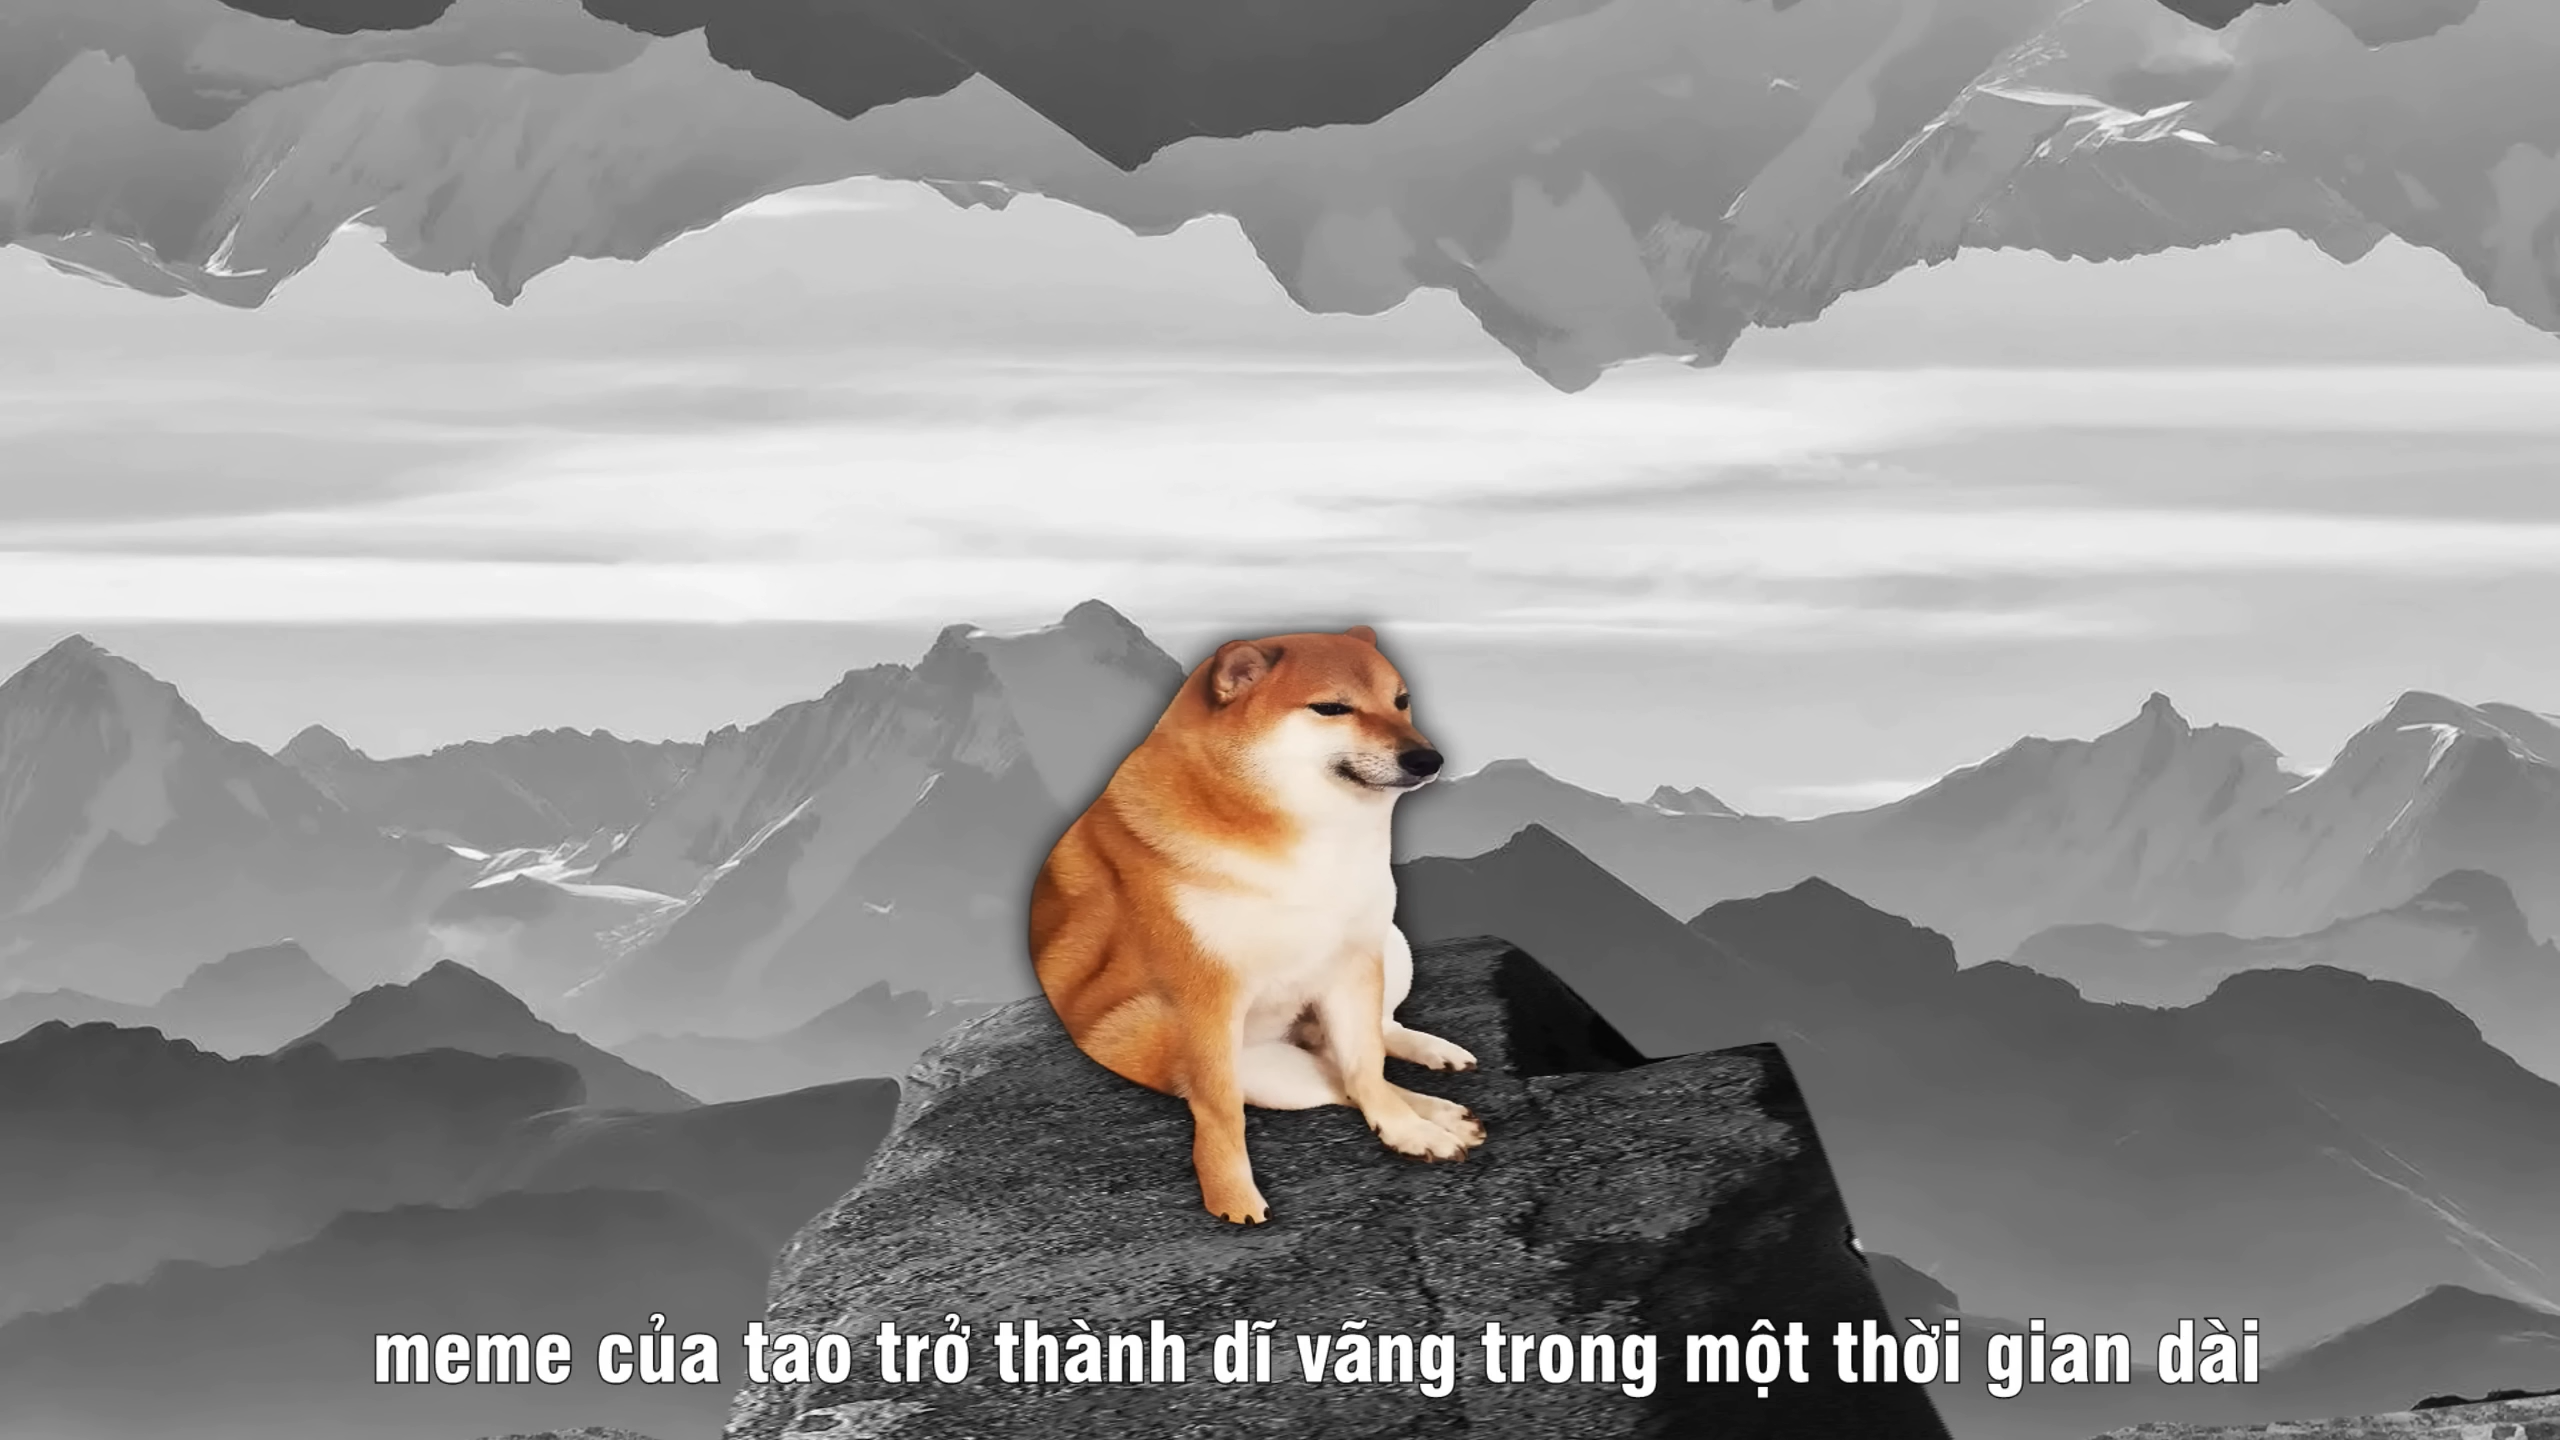 meme của tao trở thành dĩ vãng trong một thời gian dài